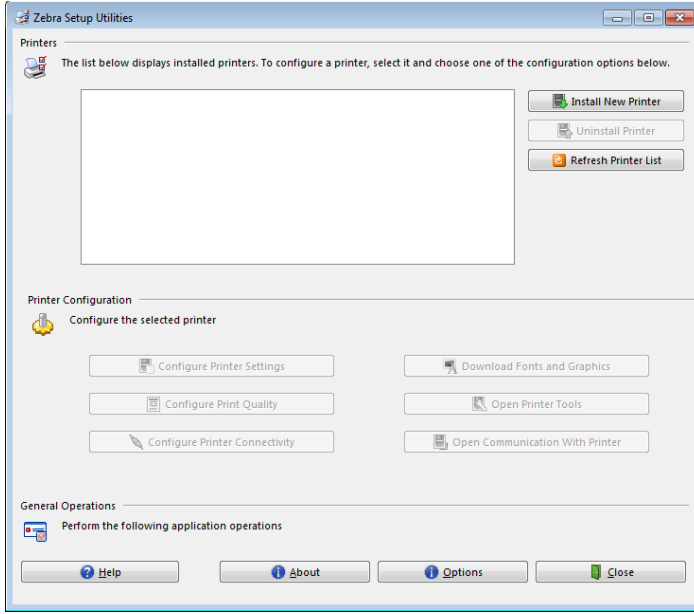 Zebra Setup Utilities
Printers
The list below displays installed printers. To configure a printer, select it and choose one of the configuration options below.
Install New Printer
Uninstall Printer
Refresh Printer List
Printer Configuration
Configure the selected printer
Configure Printer Settings
Download Fonts and Graphics
Configure Print Quality
Open Printer Tools
Configure Printer Connectivity
Open Communication With Printer
General Operations
Perform the following application operations
Help
About
Options
Close